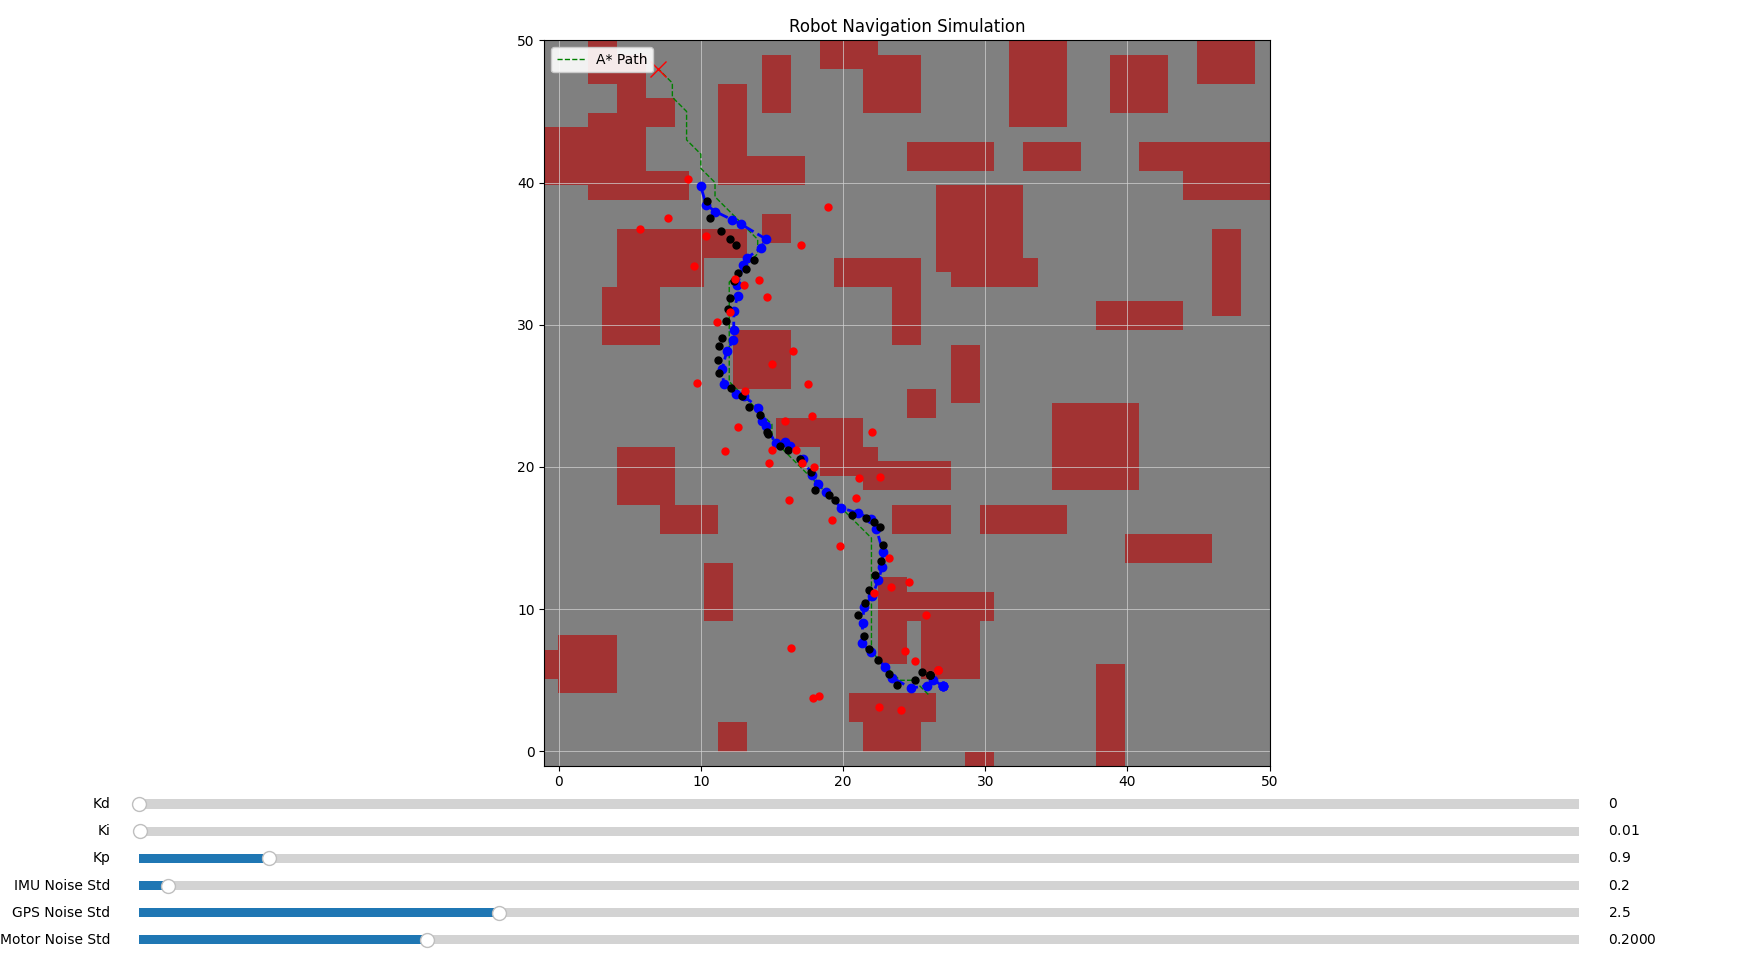 Robot Navigation Simulation
50
A* Path
40
30
20
10
0
0 10 20 30 40 50
Kd 0
Ki 0.01
Kp 0.9
IMU Noise Std 0.2
GPS Noise Std 2.5
Motor Noise Std 0.2000